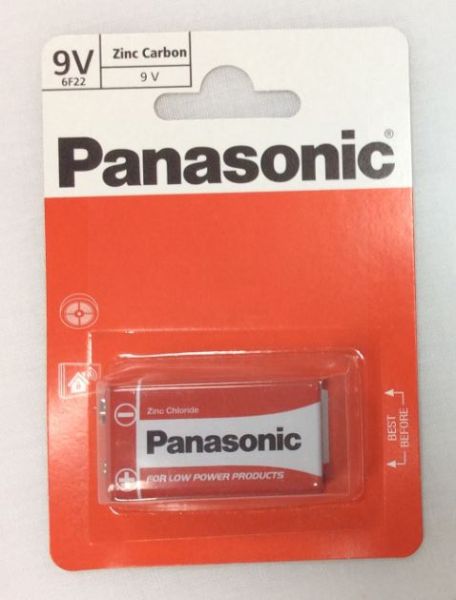 9V
6F22
Zinc Carbon
9 V
Panasonic®
Zinc Chloride
Panasonic
FOR LOW POWER PRODUCTS
BEST
BEFORE